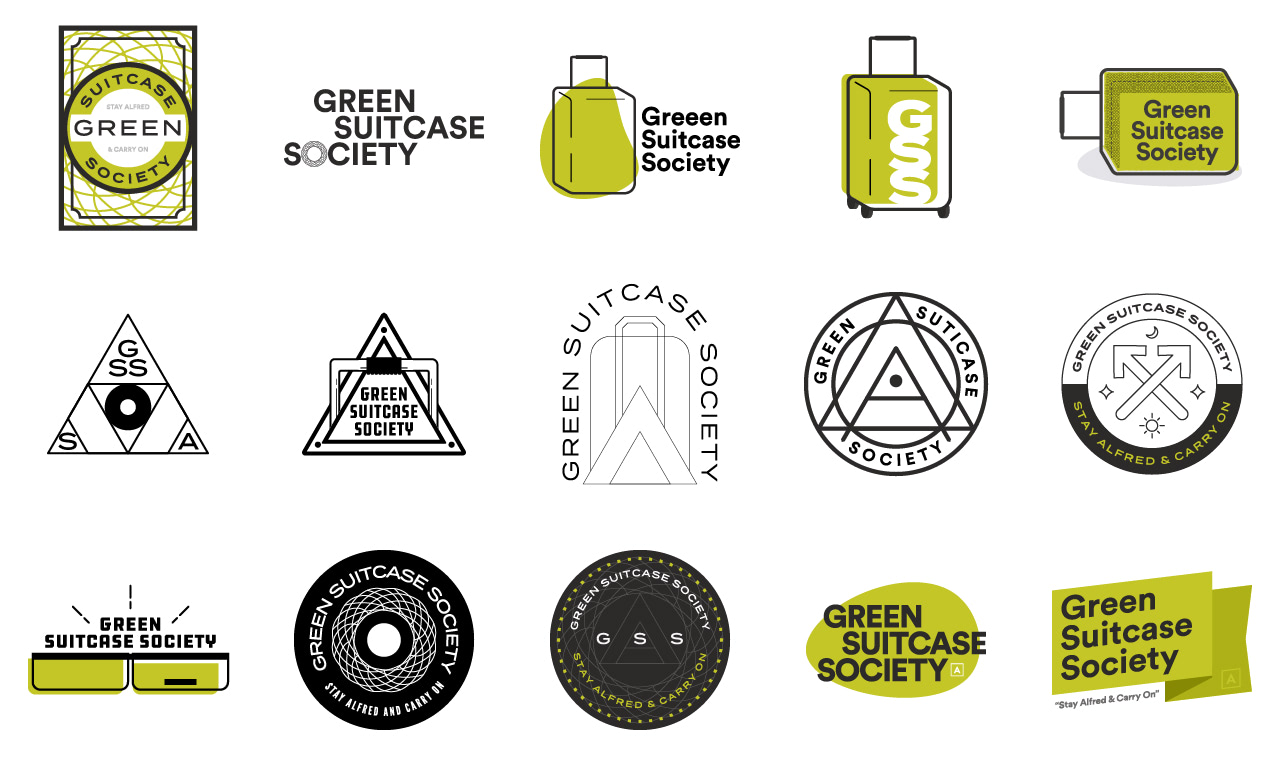 SUITCASE
STAY ALFRED
GREEN
& CARRY ON
SOCIETY
GREEN
SUITCASE
SOCIETY
Greeen
Suitcase
Society
GSS
Green
Suitcase
Society
G
SS
S
A
GREEN
SUITCASE
SOCIETY
GREEN SUITCASE SOCIETY
GREEN
SUTICASE
SOCIETY
GREEN SUITCASE SOCIETY
STAY ALFRED & CARRY ON
GREEN
SUITCASE SOCIETY
GREEN SUITCASE SOCIETY
STAY ALFRED AND CARRY ON
GREEN SUITCASE SOCIETY
G S S
STAY ALFRED & CARRY ON
GREEN
SUITCASE
SOCIETY
A
Green
Suitcase
Society
A
"Stay Alfred & Carry On"